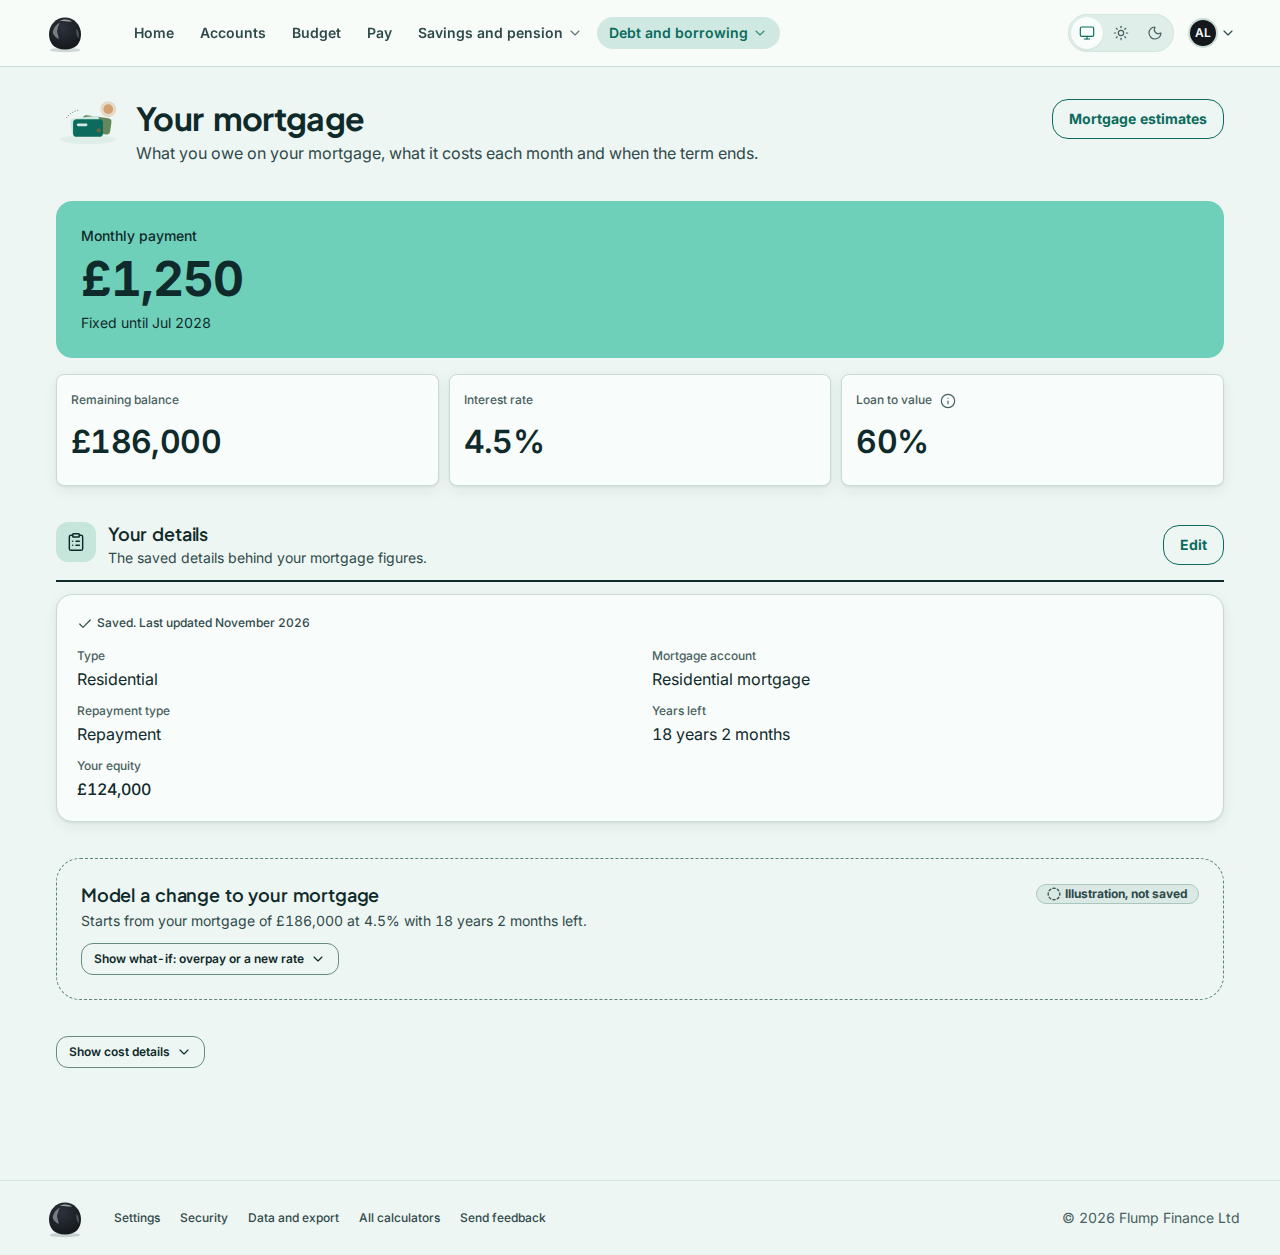 Home
Accounts
Budget
Pay
Savings and pension
Debt and borrowing
AL
Your mortgage
What you owe on your mortgage, what it costs each month and when the term ends.
Mortgage estimates
Monthly payment
£1,250
Fixed until Jul 2028
Remaining balance
£186,000
Interest rate
4.5%
Loan to value
60%
Your details
The saved details behind your mortgage figures.
Edit
Saved. Last updated November 2026
Type
Residential
Mortgage account
Residential mortgage
Repayment type
Repayment
Years left
18 years 2 months
Your equity
£124,000
Model a change to your mortgage
Illustration, not saved
Starts from your mortgage of £186,000 at 4.5% with 18 years 2 months left.
Show what-if: overpay or a new rate
Show cost details
Settings
Security
Data and export
All calculators
Send feedback
© 2026 Flump Finance Ltd